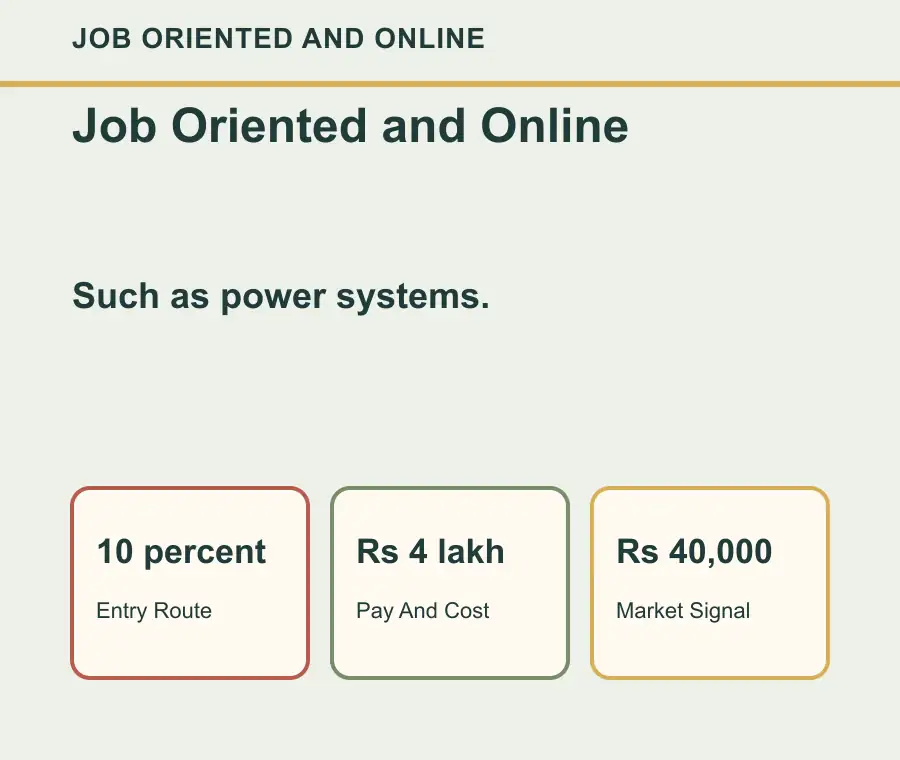 JOB ORIENTED AND ONLINE
Job Oriented and Online
Such as power systems.
10 percent
Entry Route
Rs 4 lakh
Pay And Cost
Rs 40,000
Market Signal